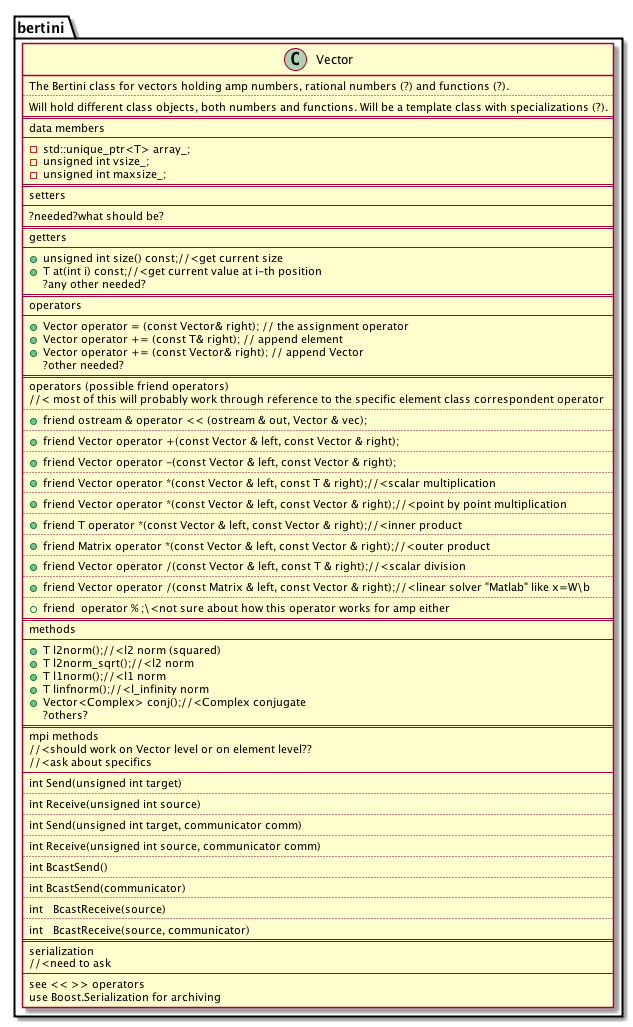 bertini
C Vector
The Bertini class for vectors holding amp numbers, rational numbers (?) and functions (?).
Will hold different class objects, both numbers and functions. Will be a template class with specializations (?).
data members
std::unique_ptr<T> array_;
unsigned int vsize_;
unsigned int maxsize_;
setters
?needed?what should be?
getters
unsigned int size() const;//<get current size
T at(int i) const;//<get current value at i-th position
?any other needed?
operators
Vector operator = (const Vector& right); // the assignment operator
Vector operator += (const T& right); // append element
Vector operator += (const Vector& right); // append Vector
?other needed?
operators (possible friend operators)
//< most of this will probably work through reference to the specific element class correspondent operator
friend ostream & operator << (ostream & out, Vector & vec);
friend Vector operator +(const Vector & left, const Vector & right);
friend Vector operator -(const Vector & left, const Vector & right);
friend Vector operator *(const Vector & left, const T & right);//<scalar multiplication
friend Vector operator *(const Vector & left, const Vector & right);//<point by point multiplication
friend T operator *(const Vector & left, const Vector & right);//<inner product
friend Matrix operator *(const Vector & left, const Vector & right);//<outer product
friend Vector operator /(const Vector & left, const T & right);//<scalar division
friend Vector operator /(const Matrix & left, const Vector & right);//<linear solver "Matlab" like x=W\b
friend  operator % ;\<not sure about how this operator works for amp either
methods
T l2norm();//<l2 norm (squared)
T l2norm_sqrt();//<l2 norm
T l1norm();//<l1 norm
T linfnorm();//<l_infinity norm
Vector<Complex> conj();//<Complex conjugate
?others?
mpi methods
//<should work on Vector level or on element level??
//<ask about specifics
int Send(unsigned int target)
int Receive(unsigned int source)
int Send(unsigned int target, communicator comm)
int Receive(unsigned int source, communicator comm)
int BcastSend()
int BcastSend(communicator)
int   BcastReceive(source)
int   BcastReceive(source, communicator)
serialization
//<need to ask
see << >> operators
use Boost.Serialization for archiving